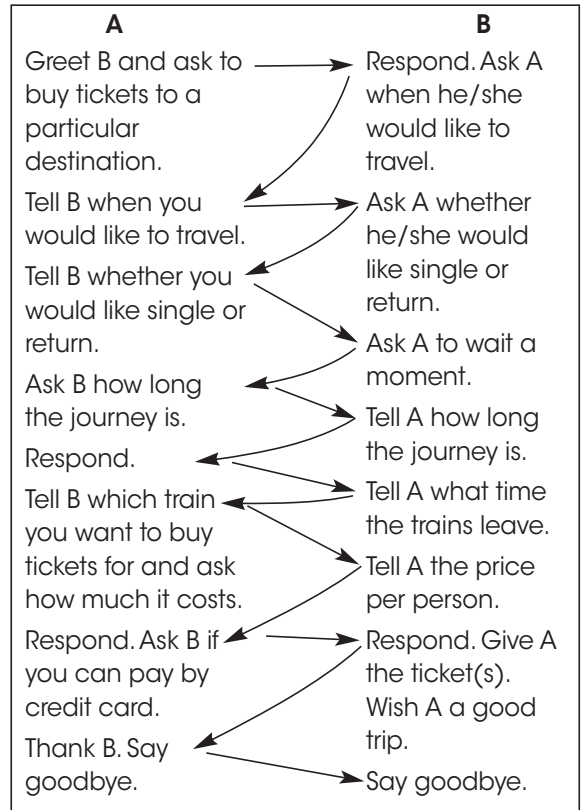 A
Greet B and ask to
buy tickets to a
particular
destination.
Tell B when you
would like to travel.
Tell B whether you
would like single or
return.
Ask B how long
the journey is.
Respond.
Tell B which train
you want to buy
tickets for and ask
how much it costs.
Respond. Ask B if
you can pay by
credit card.
Thank B. Say
goodbye.
B
Respond. Ask A
when he/she
would like to
travel.
Ask A whether
he/she would
like single or
return.
Ask A to wait a
moment.
Tell A how long
the journey is.
Tell A what time
the trains leave.
Tell A the price
per person.
Respond. Give A
the ticket(s).
Wish A a good
trip.
Say goodbye.